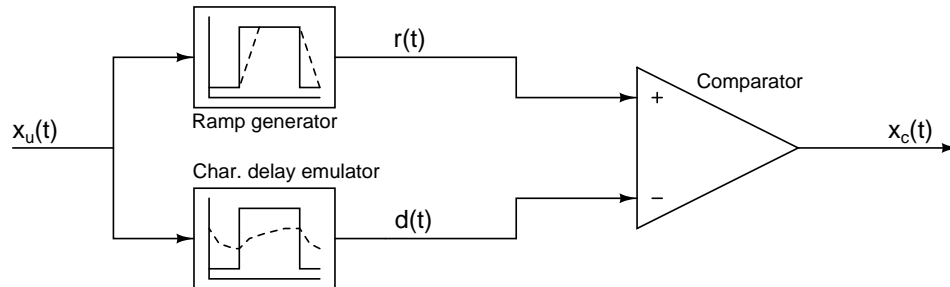 r(t)
Comparator
+
Ramp generator
x_u(t)
x_c(t)
Char. delay emulator
−
d(t)